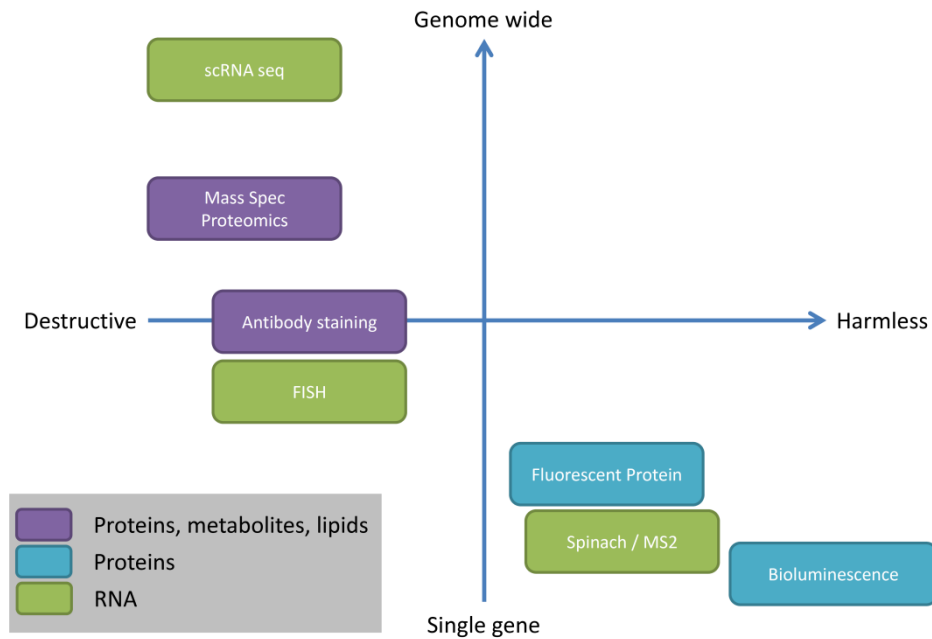 Genome wide
scRNA seq
Mass Spec
Proteomics
Destructive
Antibody staining
Harmless
FISH
Fluorescent Protein
Spinach / MS2
Bioluminescence
Proteins, metabolites, lipids
Proteins
RNA
Single gene